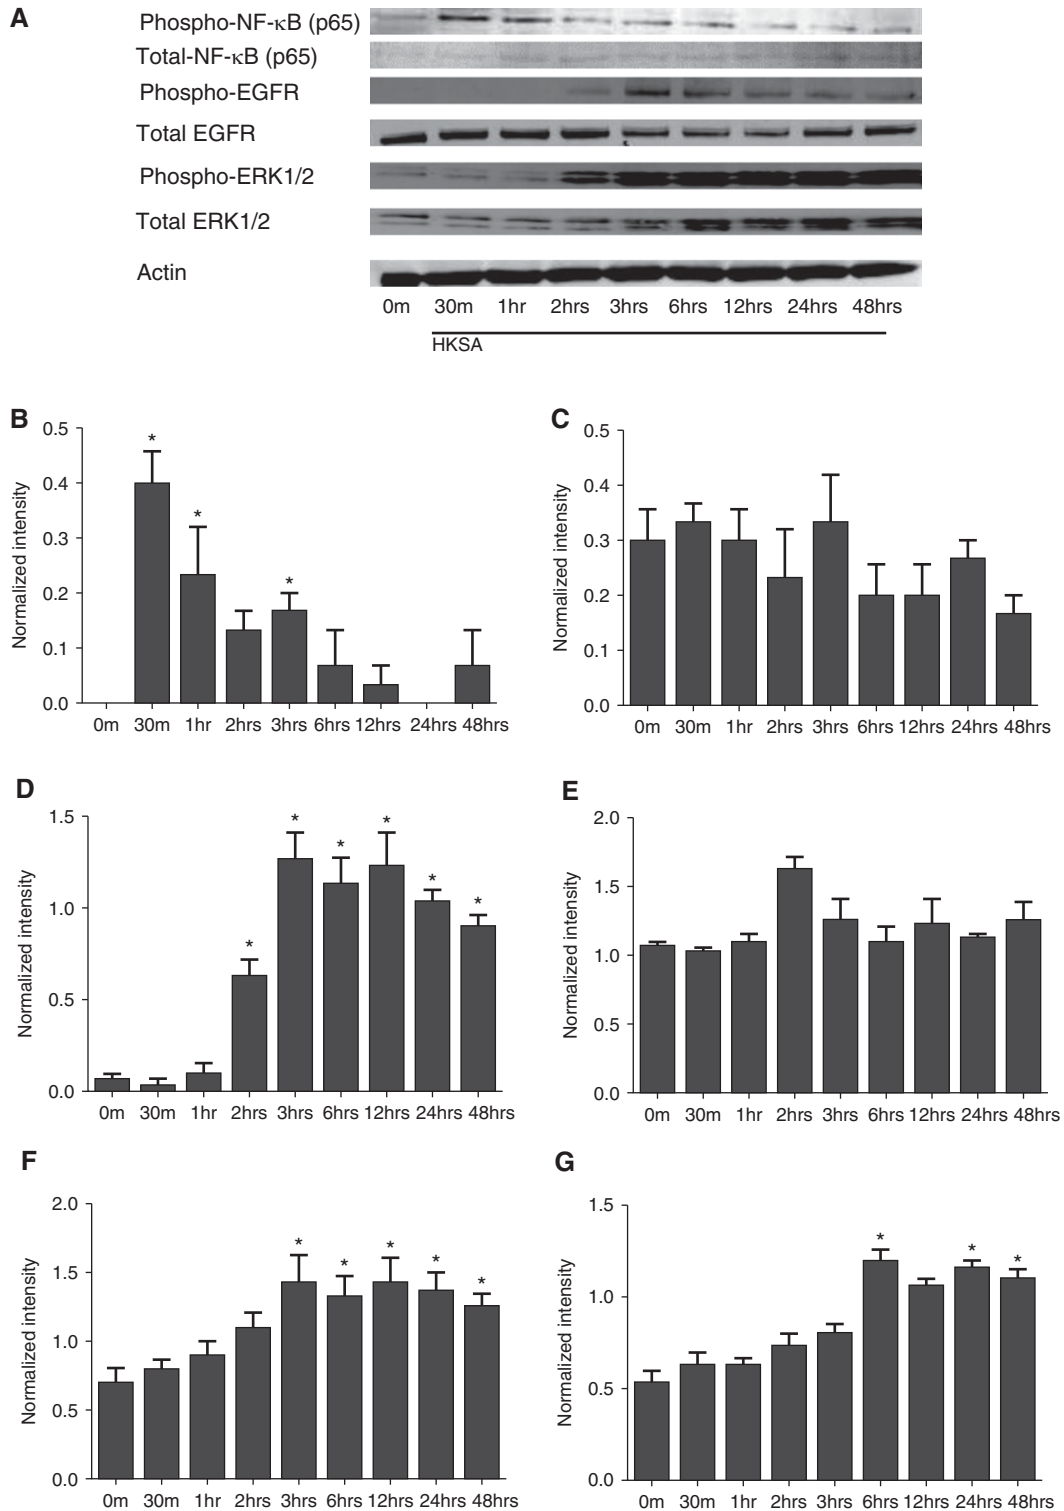 A
Phospho-NF-κB (p65)
Total-NF-κB (p65)
Phospho-EGFR
Total EGFR
Phospho-ERK1/2
Total ERK1/2
Actin
0m 30m 1hr 2hrs 3hrs 6hrs 12hrs 24hrs 48hrs
HKSA
B
Normalized intensity
0.5
0.4
0.3
0.2
0.1
0.0
* * *
0m 30m 1hr 2hrs 3hrs 6hrs 12hrs 24hrs 48hrs
C
Normalized intensity
0.5
0.4
0.3
0.2
0.1
0.0
0m 30m 1hr 2hrs 3hrs 6hrs 12hrs 24hrs 48hrs
D
Normalized intensity
1.5
1.0
0.5
0.0
* * * * * *
0m 30m 1hr 2hrs 3hrs 6hrs 12hrs 24hrs 48hrs
E
Normalized intensity
2.0
1.5
1.0
0.5
0.0
0m 30m 1hr 2hrs 3hrs 6hrs 12hrs 24hrs 48hrs
F
Normalized intensity
2.0
1.5
1.0
0.5
0.0
* * * * *
0m 30m 1hr 2hrs 3hrs 6hrs 12hrs 24hrs 48hrs
G
Normalized intensity
1.5
1.0
0.5
0.0
* * *
0m 30m 1hr 2hrs 3hrs 6hrs 12hrs 24hrs 48hrs